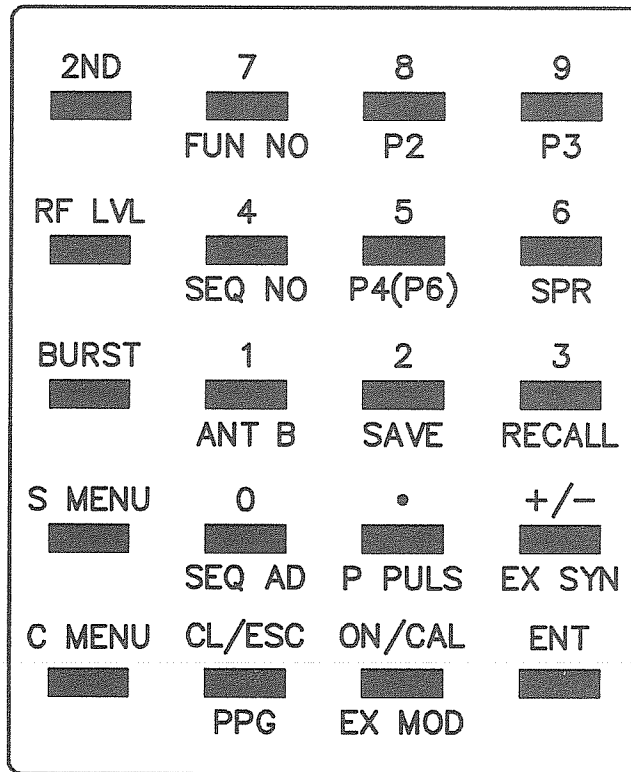 2ND 7 8 9
FUN NO P2 P3
RF LVL 4 5 6
SEQ NO P4(P6) SPR
BURST 1 2 3
ANT B SAVE RECALL
S MENU 0 • +/-
SEQ AD P PULS EX SYN
C MENU CL/ESC ON/CAL ENT
PPG EX MOD